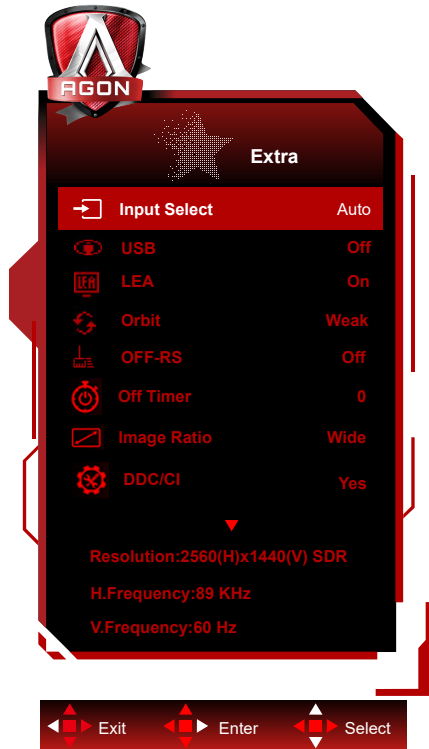 AGON
Extra
Input Select Auto
USB Off
LEA On
Orbit Weak
OFF-RS Off
Off Timer 0
Image Ratio Wide
DDC/CI Yes
Resolution:2560(H)x1440(V) SDR
H.Frequency:89 KHz
V.Frequency:60 Hz
Exit Enter Select